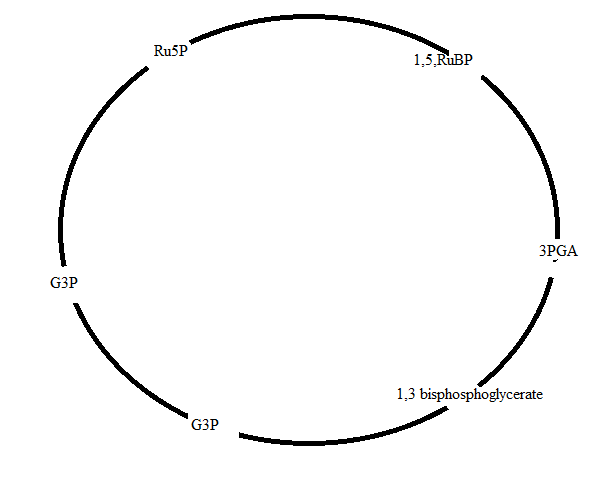 Ru5P
1,5,RuBP
3PGA
G3P
1,3 bisphosphoglycerate
G3P